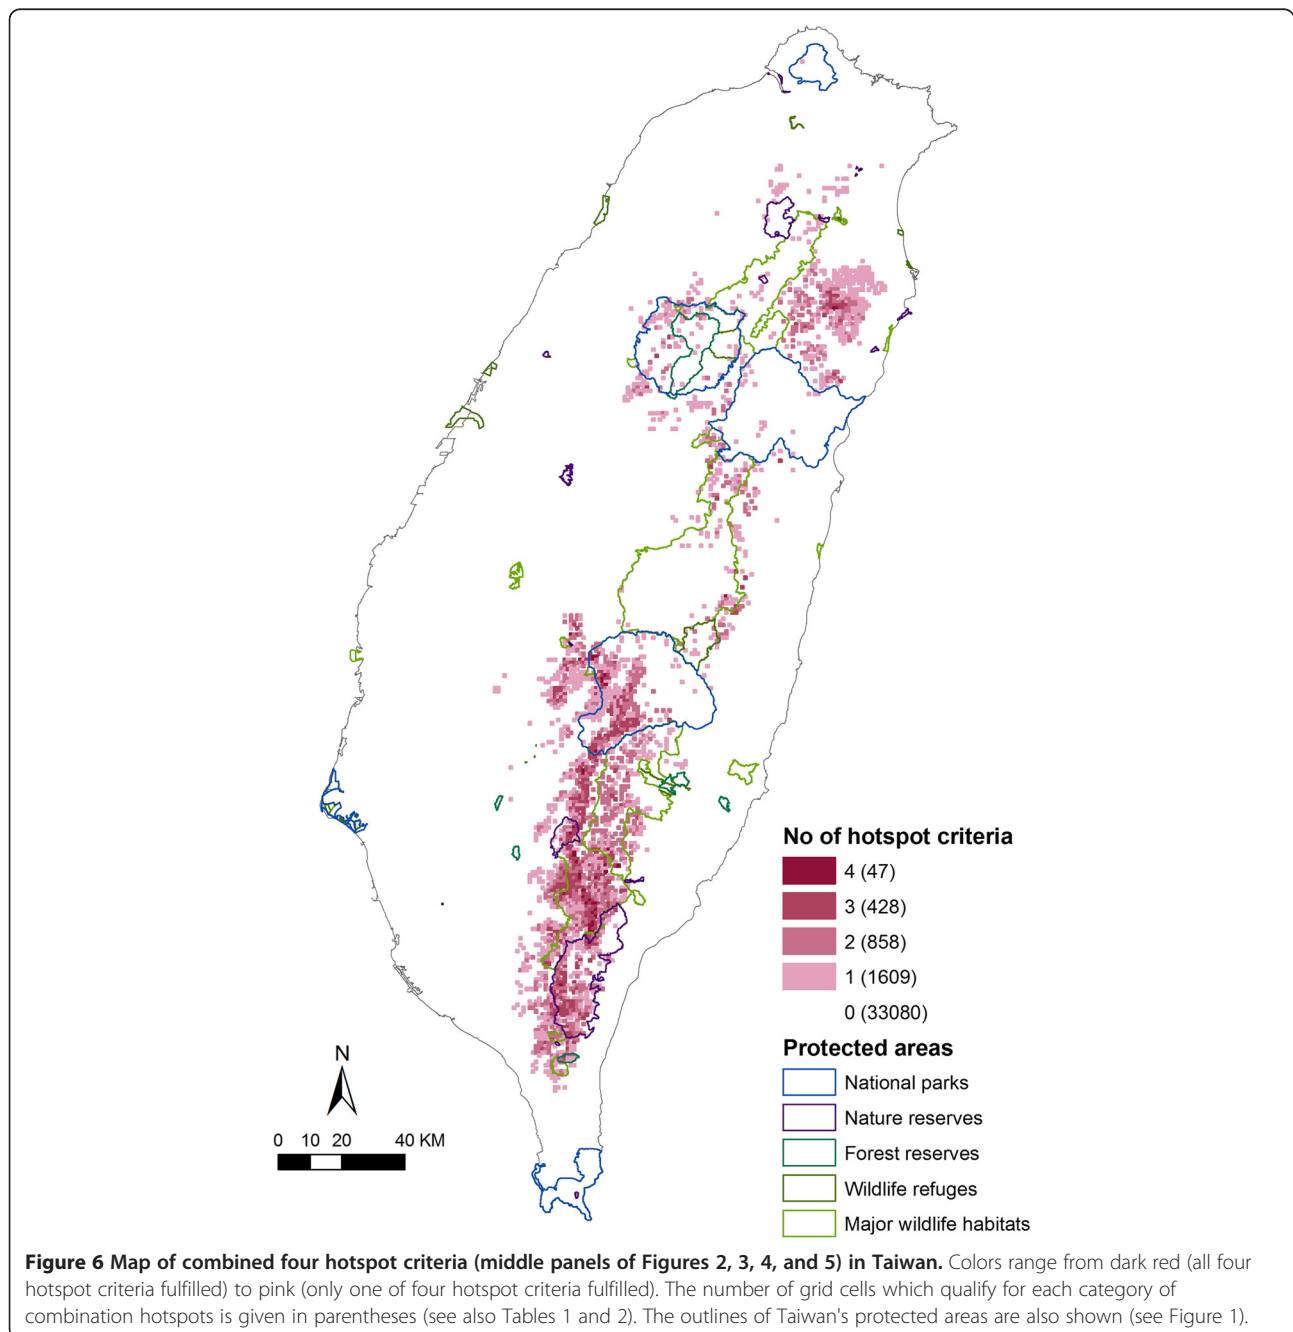 No of hotspot criteria
4 (47)
3 (428)
2 (858)
1 (1609)
0 (33080)
Protected areas
National parks
Nature reserves
Forest reserves
Wildlife refuges
Major wildlife habitats
N
0 10 20 40 KM
Figure 6 Map of combined four hotspot criteria (middle panels of Figures 2, 3, 4, and 5) in Taiwan. Colors range from dark red (all four
hotspot criteria fulfilled) to pink (only one of four hotspot criteria fulfilled). The number of grid cells which qualify for each category of
combination hotspots is given in parentheses (see also Tables 1 and 2). The outlines of Taiwan's protected areas are also shown (see Figure 1).